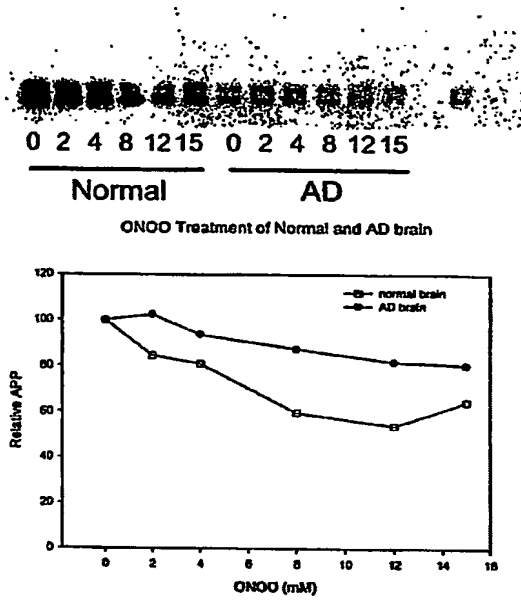 0 2 4 8 12 15 0 2 4 8 12 15
Normal AD
ONOO Treatment of Normal and AD brain
120
100
80
60
40
20
0
Relative APP
normal brain
AD brain
0 2 4 6 8 10 12 14 16
ONOO (mM)